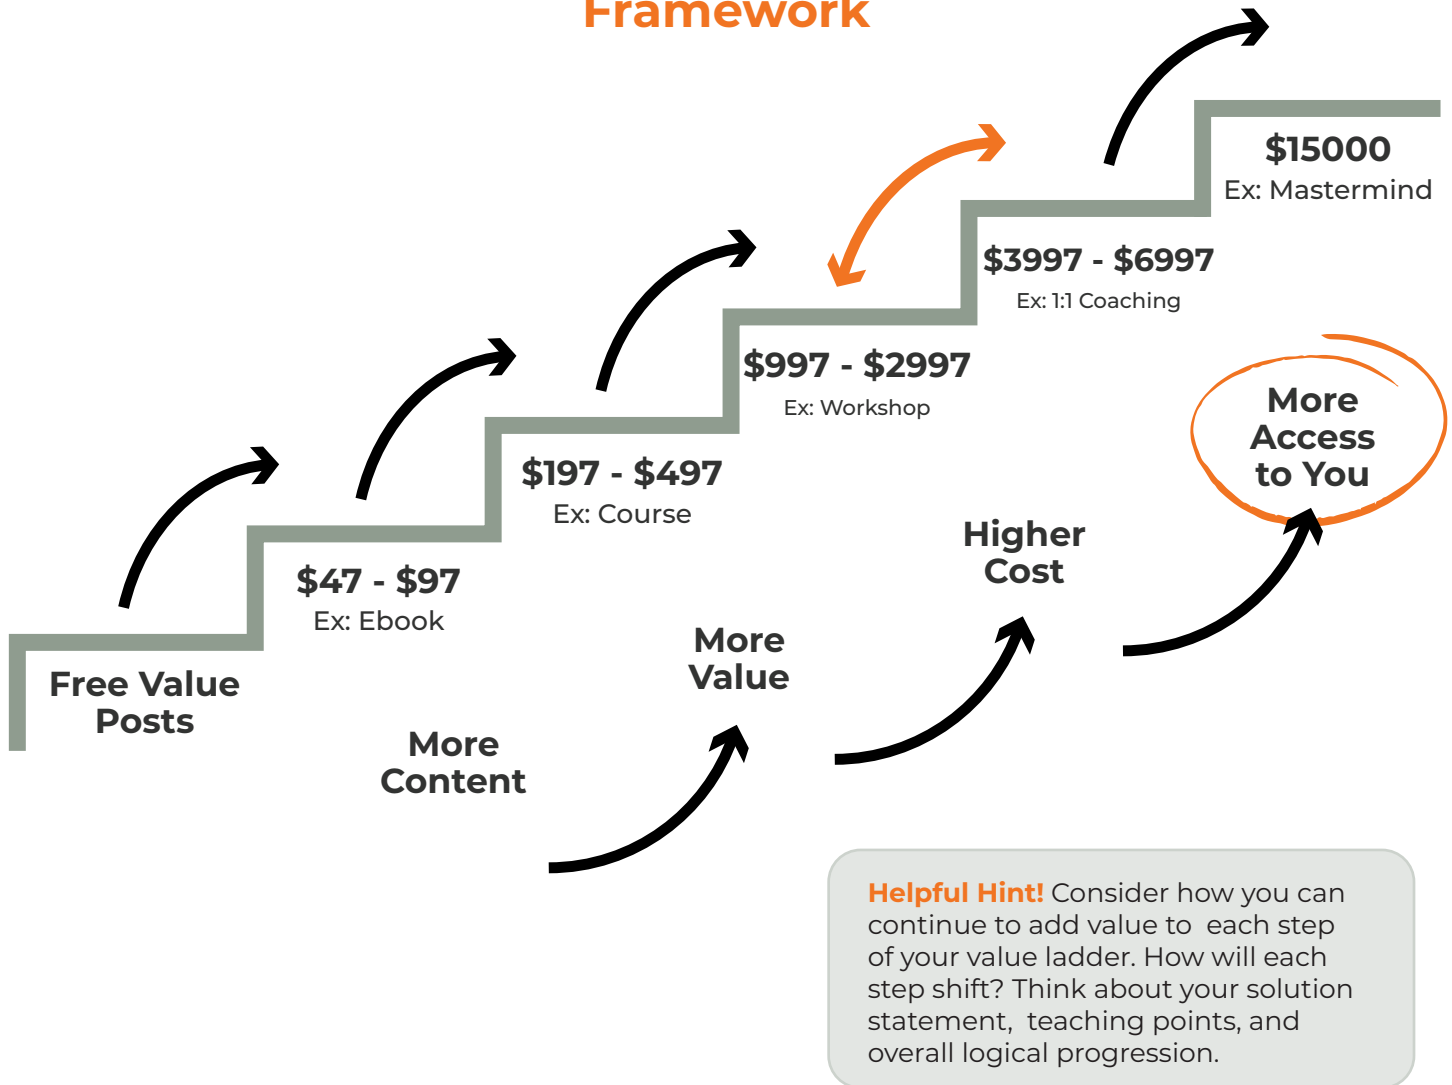 Framework
$15000
Ex: Mastermind
$3997 - $6997
Ex: 1:1 Coaching
$997 - $2997
Ex: Workshop
$197 - $497
Ex: Course
$47 - $97
Ex: Ebook
Free Value
Posts
More
Content
More
Value
Higher
Cost
More
Access
to You
Helpful Hint! Consider how you can
continue to add value to  each step
of your value ladder. How will each
step shift? Think about your solution
statement,  teaching points, and
overall logical progression.